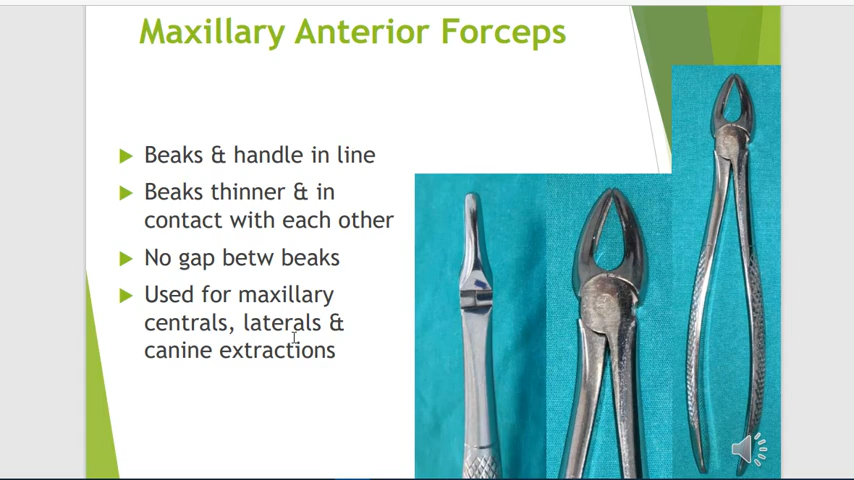 Maxillary Anterior Forceps
Beaks & handle in line
Beaks thinner & in
contact with each other
No gap betw beaks
Used for maxillary
centrals, laterals &
canine extractions